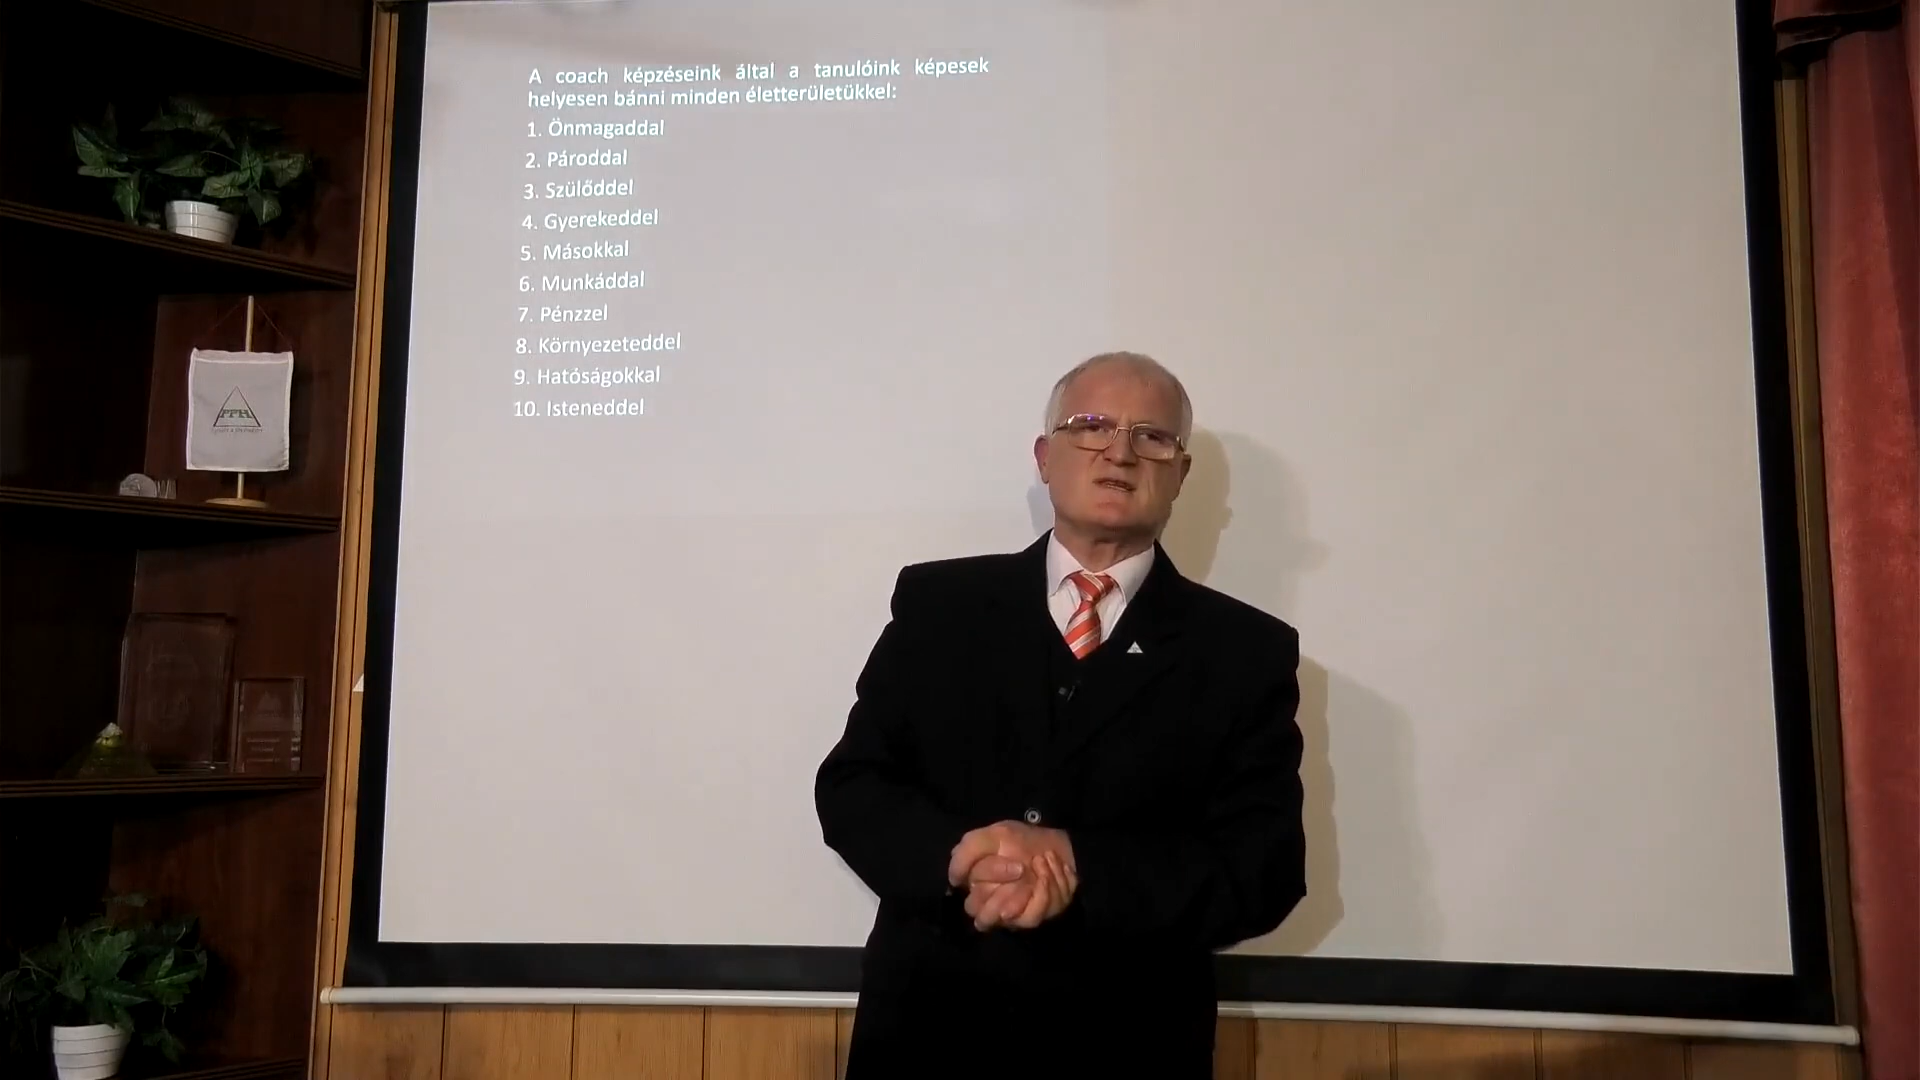 A coach képzéseink által a tanulóink képesek
helyesen bánni minden életterületükkel:
1. Önmagaddal
2. Pároddal
3. Szülőddel
4. Gyerekeddel
5. Másokkal
6. Munkáddal
7. Pénzzel
8. Környezeteddel
9. Hatóságokkal
10. Isteneddel
PFH